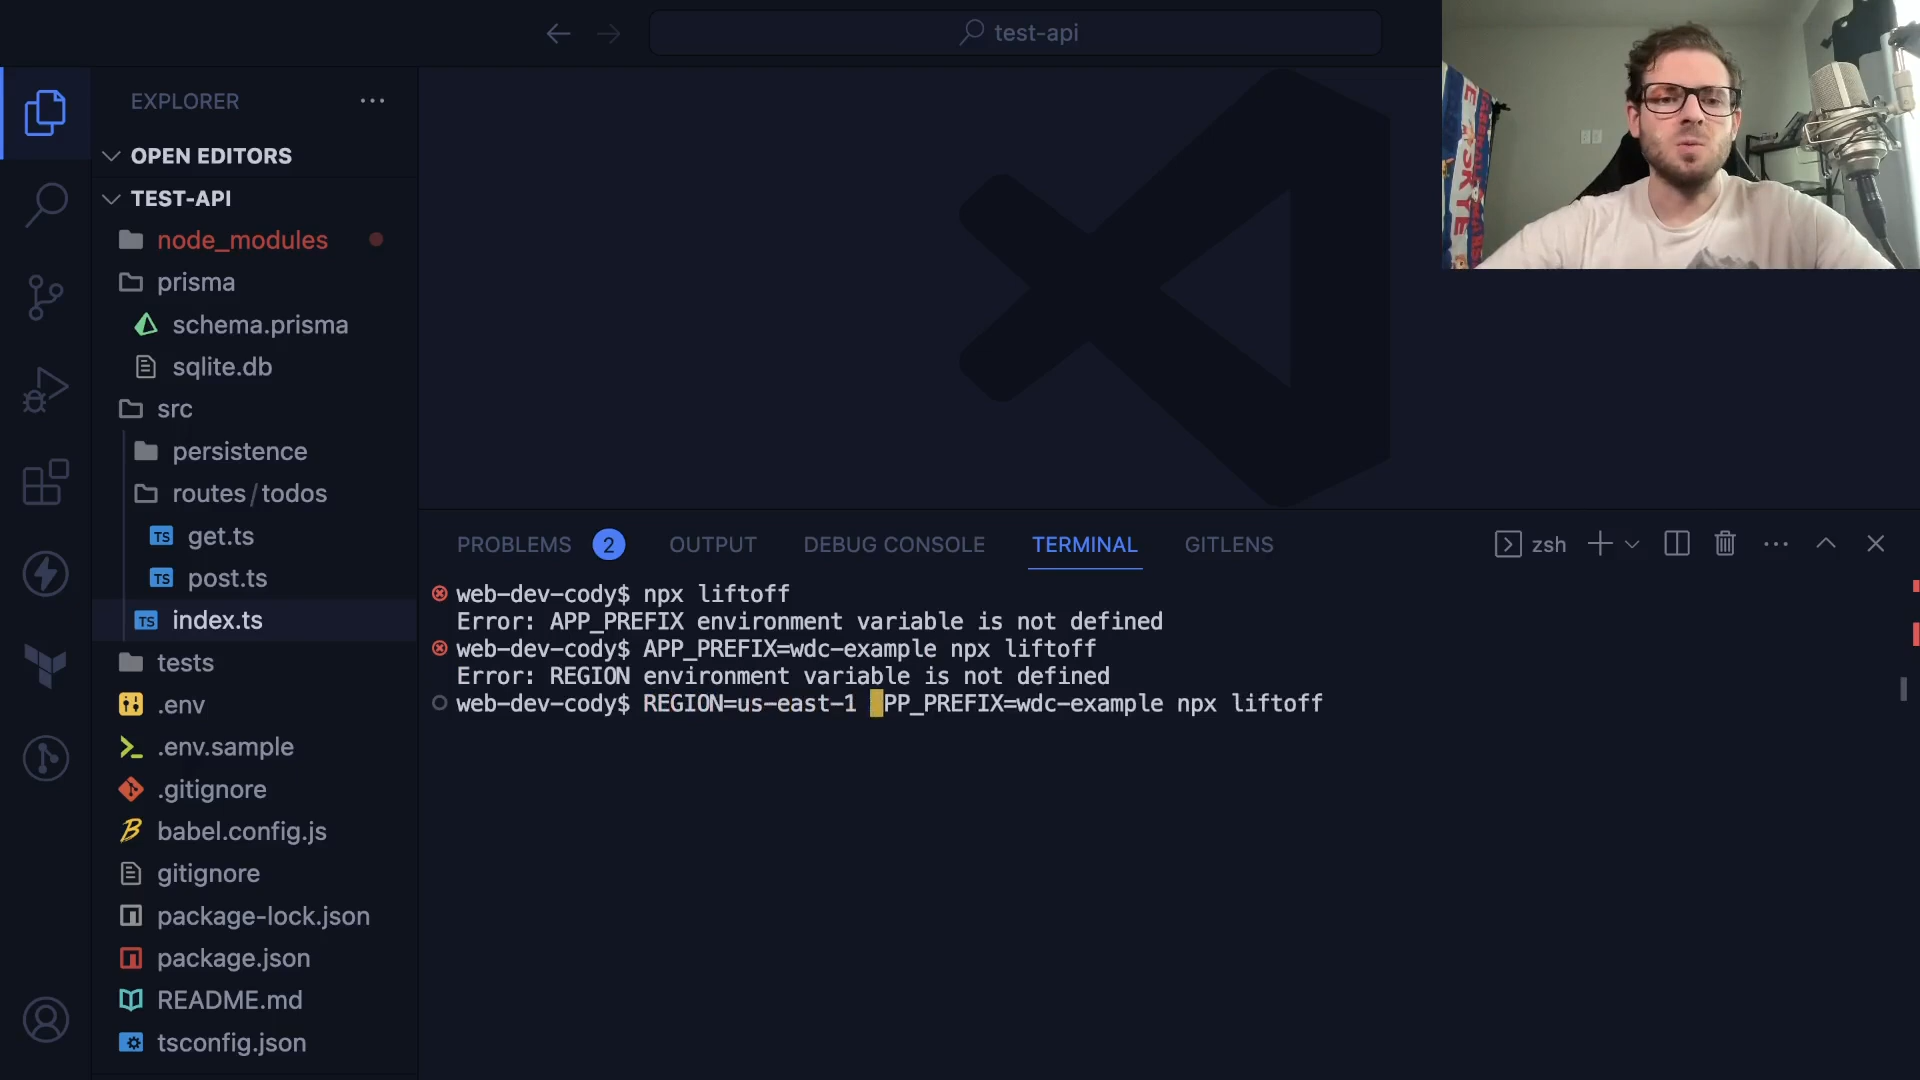 test-api
EXPLORER
OPEN EDITORS
TEST-API
node_modules
prisma
schema.prisma
sqlite.db
src
persistence
routes/todos
TS get.ts
TS post.ts
TS index.ts
tests
.env
.env.sample
.gitignore
babel.config.js
gitignore
package-lock.json
package.json
README.md
tsconfig.json
PROBLEMS 2 OUTPUT DEBUG CONSOLE TERMINAL GITLENS zsh
web-dev-cody$ npx liftoff
Error: APP_PREFIX environment variable is not defined
web-dev-cody$ APP_PREFIX=wdc-example npx liftoff
Error: REGION environment variable is not defined
web-dev-cody$ REGION=us-east-1 PP_PREFIX=wdc-example npx liftoff